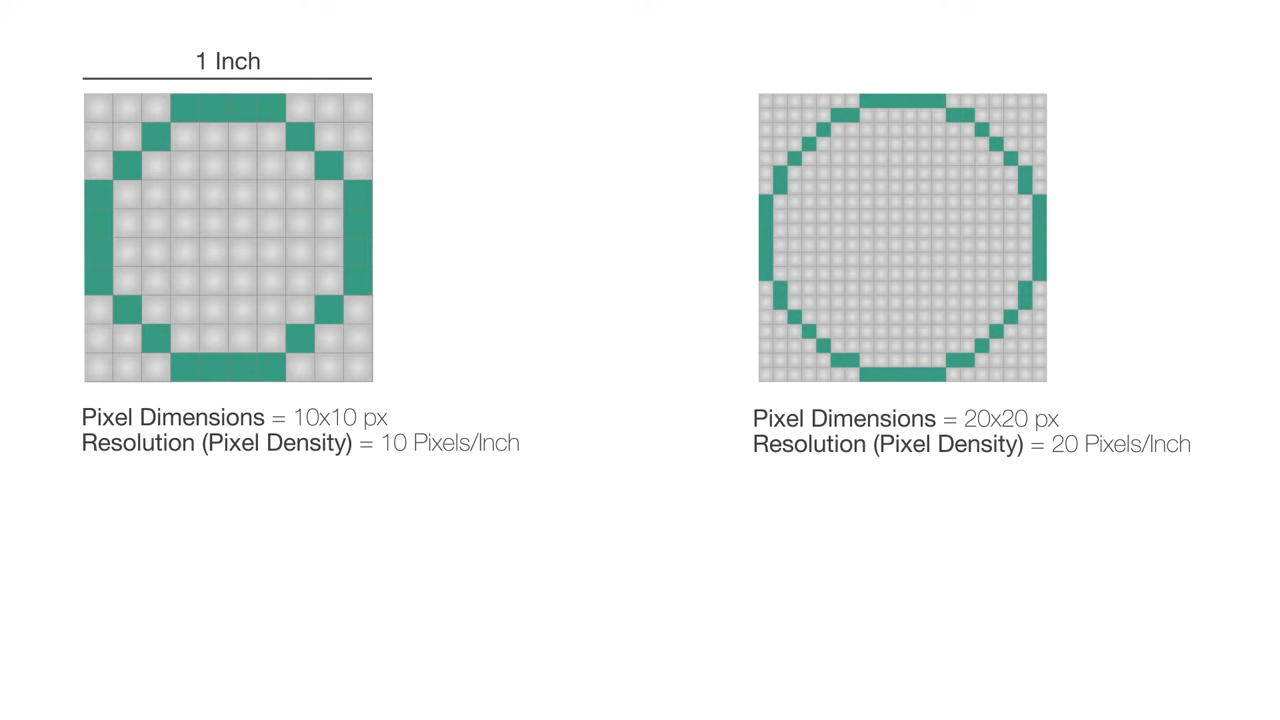 1 Inch
Pixel Dimensions = 10x10 px
Resolution (Pixel Density) = 10 Pixels/Inch
Pixel Dimensions = 20x20 px
Resolution (Pixel Density) = 20 Pixels/Inch